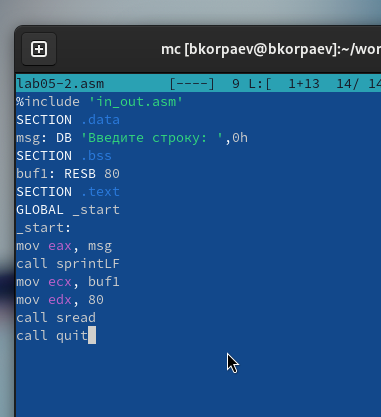 mc [bkorpaev@bkorpaev]:~/wor
lab05-2.asm [----] 9 L:[ 1+13 14/ 14
%include 'in_out.asm'
SECTION .data
msg: DB 'Введите строку: ',0h
SECTION .bss
buf1: RESB 80
SECTION .text
GLOBAL _start
_start:
mov eax, msg
call sprintLF
mov ecx, buf1
mov edx, 80
call sread
call quit